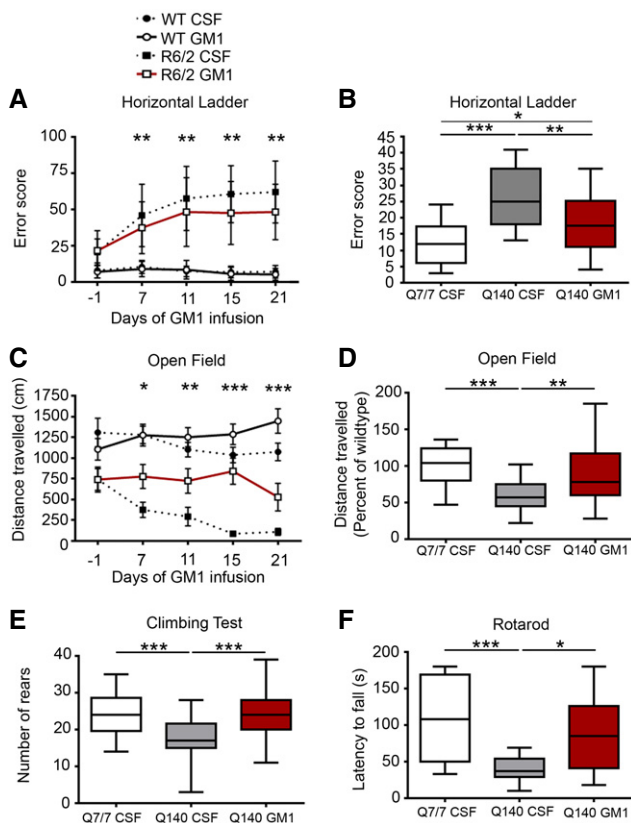 WT CSF
WT GM1
R6/2 CSF
R6/2 GM1
A
Horizontal Ladder
** ** ** **
Error score
100
75
50
25
0
-1 7 11 15 21
Days of GM1 infusion
B
Horizontal Ladder
*
*** **
Error score
45
40
35
30
25
20
15
10
5
0
Q7/7 CSF Q140 CSF Q140 GM1
C
Open Field
* ** *** ***
Distance travelled (cm)
1750
1500
1250
1000
750
500
250
0
-1 7 11 15 21
Days of GM1 infusion
D
Open Field
*** **
Distance travelled
(Percent of wildtype)
200
150
100
50
0
Q7/7 CSF Q140 CSF Q140 GM1
E
Climbing Test
*** ***
Number of rears
40
30
20
10
0
Q7/7 CSF Q140 CSF Q140 GM1
F
Rotarod
*** *
Latency to fall (s)
200
150
100
50
0
Q7/7 CSF Q140 CSF Q140 GM1